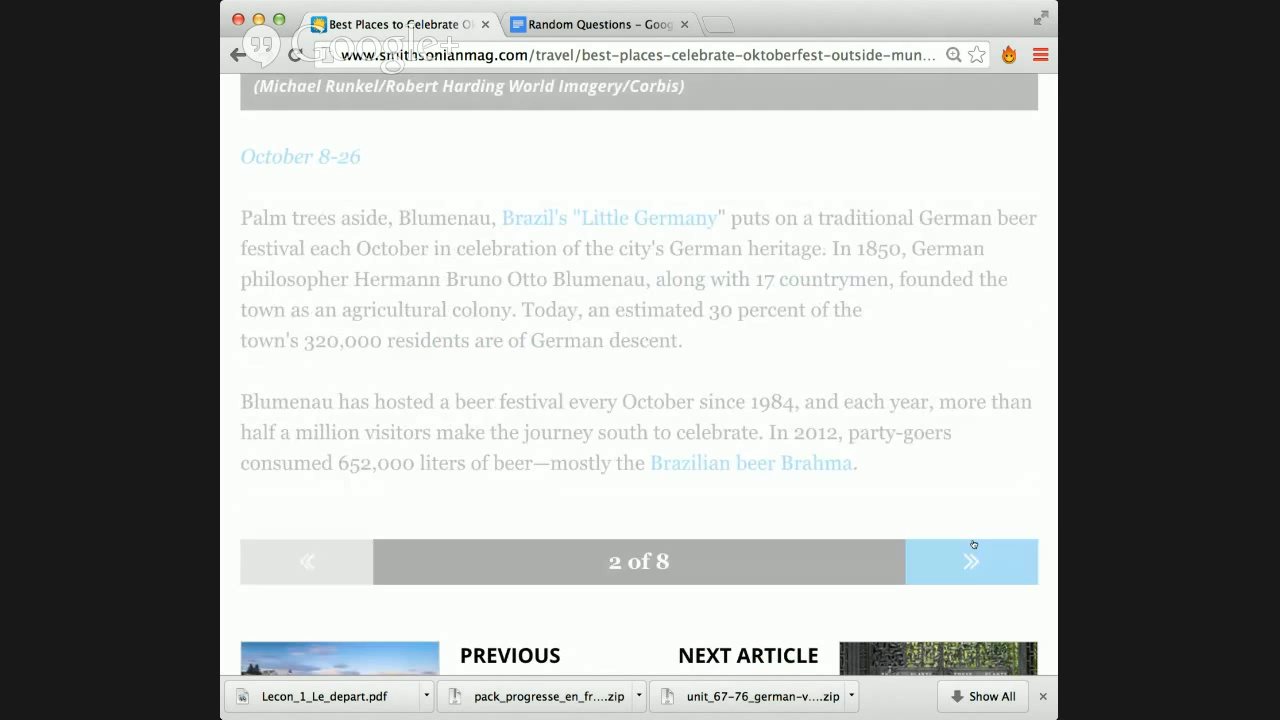 Best Places to Celebrate O
Random Questions – Goog
Google+
www.smithsonianmag.com/travel/best-places-celebrate-oktoberfest-outside-mun...
(Michael Runkel/Robert Harding World Imagery/Corbis)
October 8-26
Palm trees aside, Blumenau, Brazil's "Little Germany" puts on a traditional German beer
festival each October in celebration of the city's German heritage. In 1850, German
philosopher Hermann Bruno Otto Blumenau, along with 17 countrymen, founded the
town as an agricultural colony. Today, an estimated 30 percent of the
town's 320,000 residents are of German descent.
Blumenau has hosted a beer festival every October since 1984, and each year, more than
half a million visitors make the journey south to celebrate. In 2012, party-goers
consumed 652,000 liters of beer—mostly the Brazilian beer Brahma.
« 2 of 8 »
PREVIOUS NEXT ARTICLE
Lecon_1_Le_depart.pdf pack_progresse_en_fr....zip unit_67-76_german-v....zip Show All